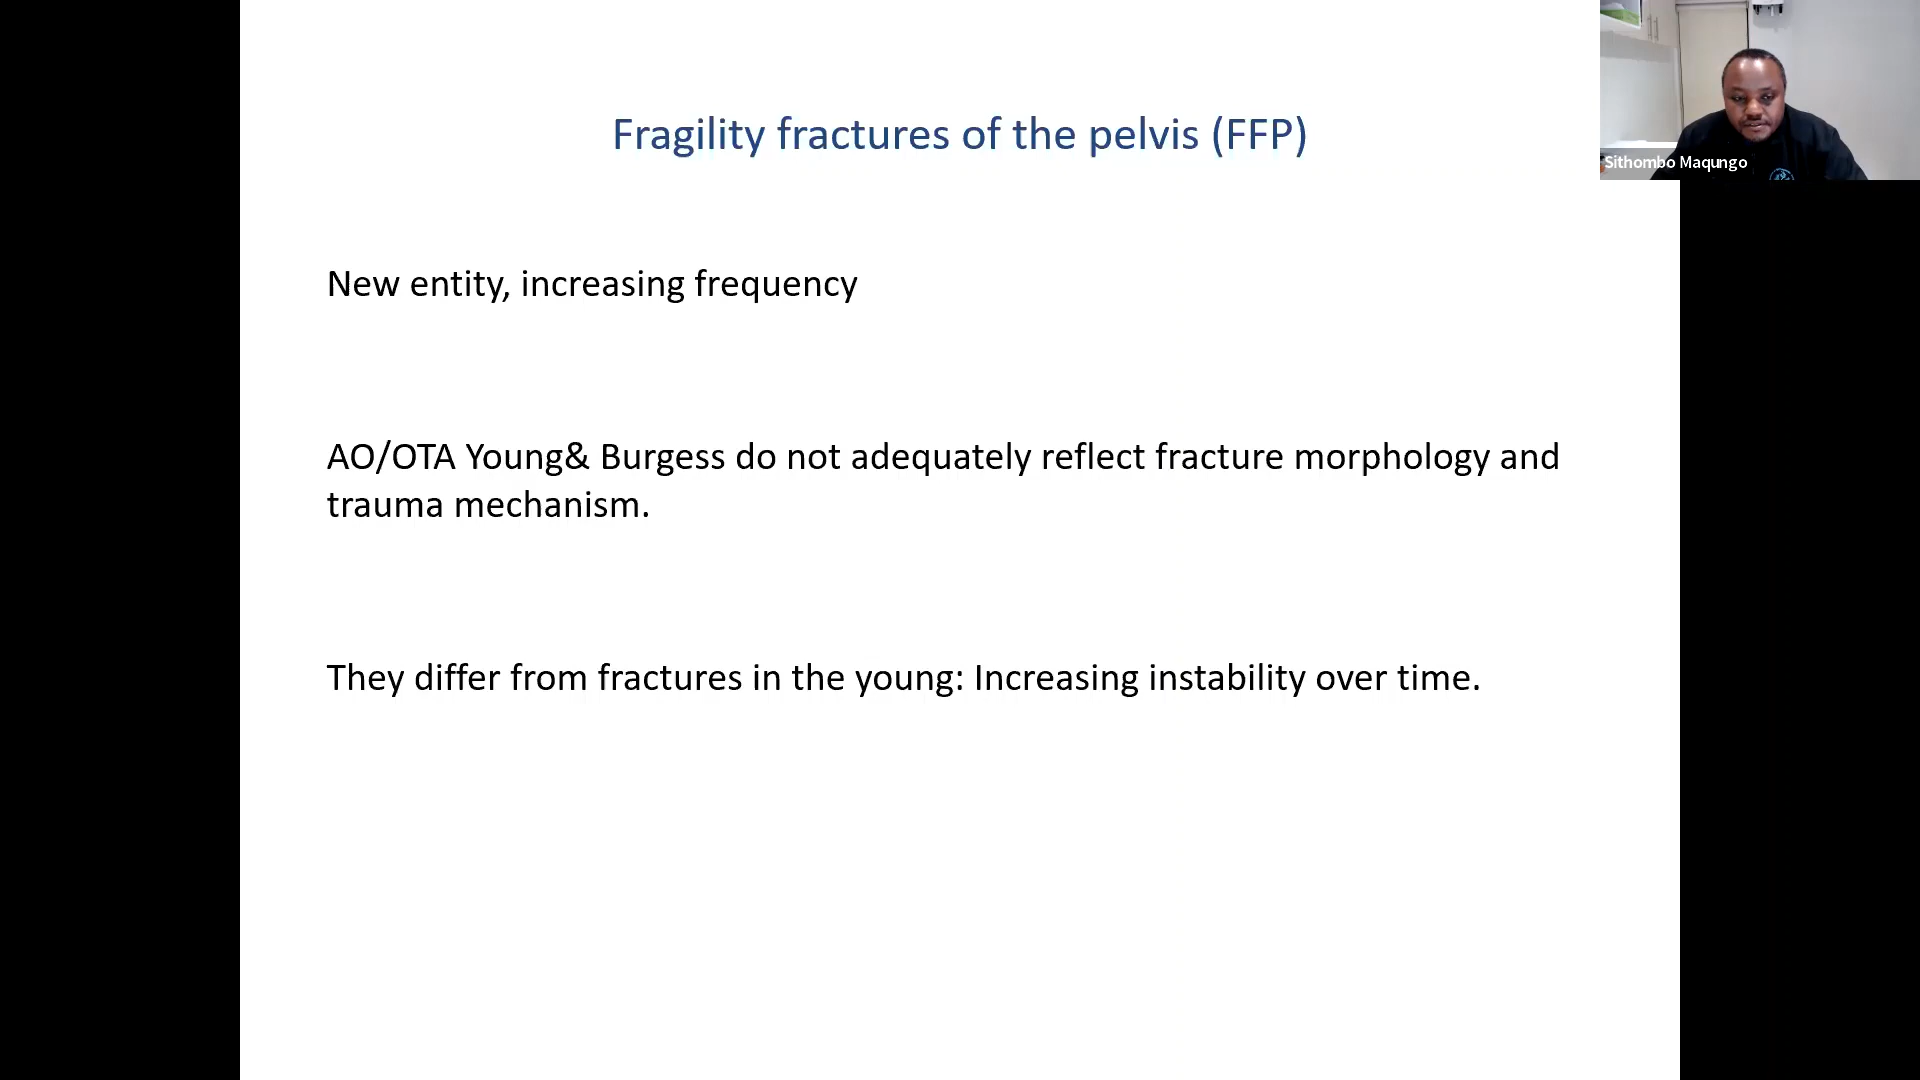 Fragility fractures of the pelvis (FFP)
Sithombo Maqungo
New entity, increasing frequency
AO/OTA Young& Burgess do not adequately reflect fracture morphology and
trauma mechanism.
They differ from fractures in the young: Increasing instability over time.